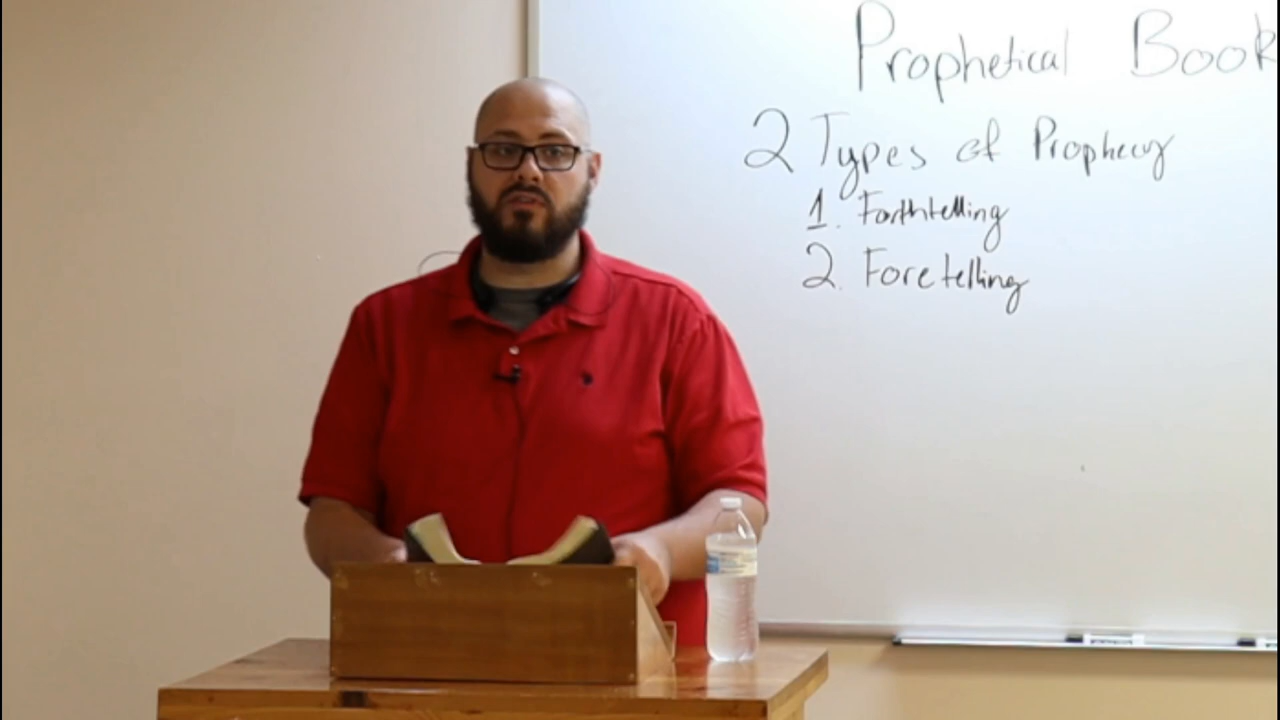 Prophetical Book
2 Types of Prophecy
1. Forthtelling
2. Foretelling